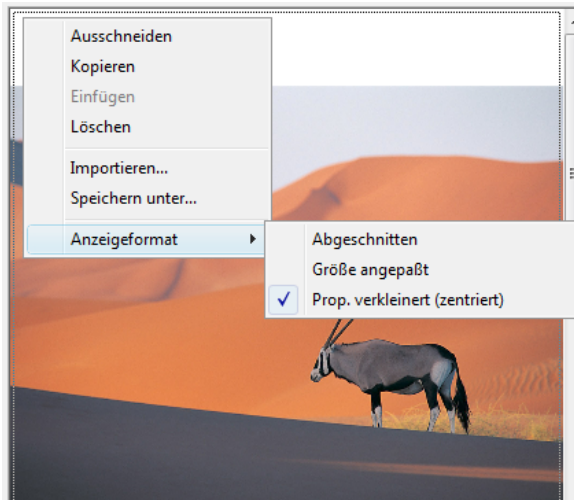 Ausschneiden
Kopieren
Einfügen
Löschen
Importieren...
Speichern unter...
Anzeigeformat
Abgeschnitten
Größe angepaßt
Prop. verkleinert (zentriert)